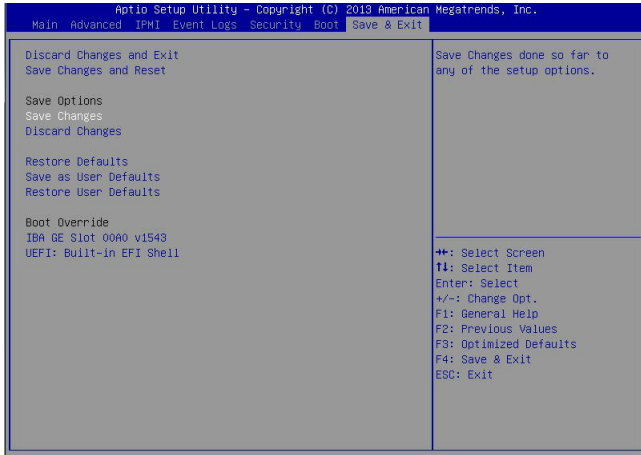 Aptio Setup Utility – Copyright (C) 2013 American Megatrends, Inc.
Main Advanced IPMI Event Logs Security Boot Save & Exit
Discard Changes and Exit
Save Changes and Reset
Save Options
Save Changes
Discard Changes
Restore Defaults
Save as User Defaults
Restore User Defaults
Boot Override
IBA GE Slot 00A0 v1543
UEFI: Built-in EFI Shell
Save Changes done so far to
any of the setup options.
→←: Select Screen
↑↓: Select Item
Enter: Select
+/-: Change Opt.
F1: General Help
F2: Previous Values
F3: Optimized Defaults
F4: Save & Exit
ESC: Exit